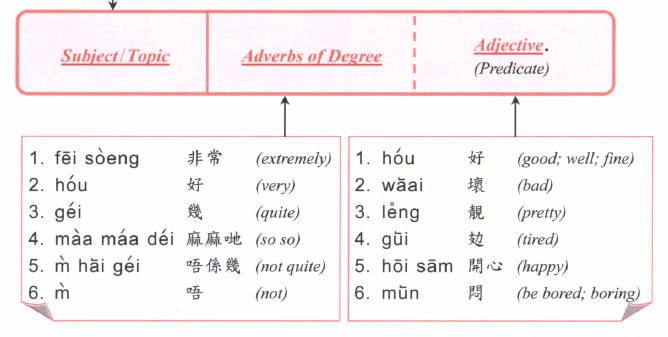 Subject/Topic
Adverbs of Degree
Adjective.
(Predicate)
1. fēi sòeng 非常 (extremely)
2. hóu 好 (very)
3. géi 幾 (quite)
4. màa máa déi 麻麻哋 (so so)
5. m̀ hāi géi 唔係幾 (not quite)
6. m̀ 唔 (not)
1. hóu 好 (good; well; fine)
2. wāai 壞 (bad)
3. lẻng 靚 (pretty)
4. gūi 攰 (tired)
5. hōi sām 開心 (happy)
6. mūn 悶 (be bored; boring)